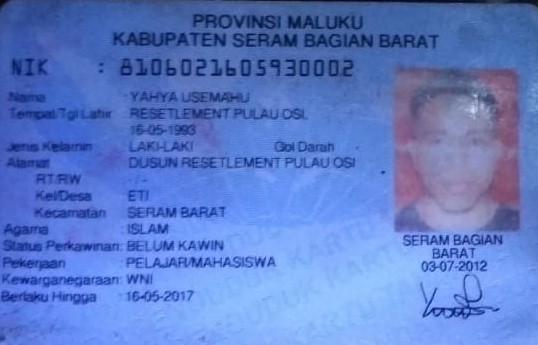 PROVINSI MALUKU
KABUPATEN SERAM BAGIAN BARAT
NIK : 8106021605930002
Nama : YAHYA USEMAHU
Tempat/Tgl Lahir : RESETLEMENT PULAU OSI,
16-05-1993
Jenis Kelamin : LAKI-LAKI Gol Darah
Alamat : DUSUN RESETLEMENT PULAU OSI
RT/RW : -/-
Kel/Desa : ETI
Kecamatan : SERAM BARAT
Agama : ISLAM
Status Perkawinan: BELUM KAWIN
Pekerjaan : PELAJAR/MAHASISWA
Kewarganegaraan: WNI
Berlaku Hingga : 16-05-2017
SERAM BAGIAN
BARAT
03-07-2012